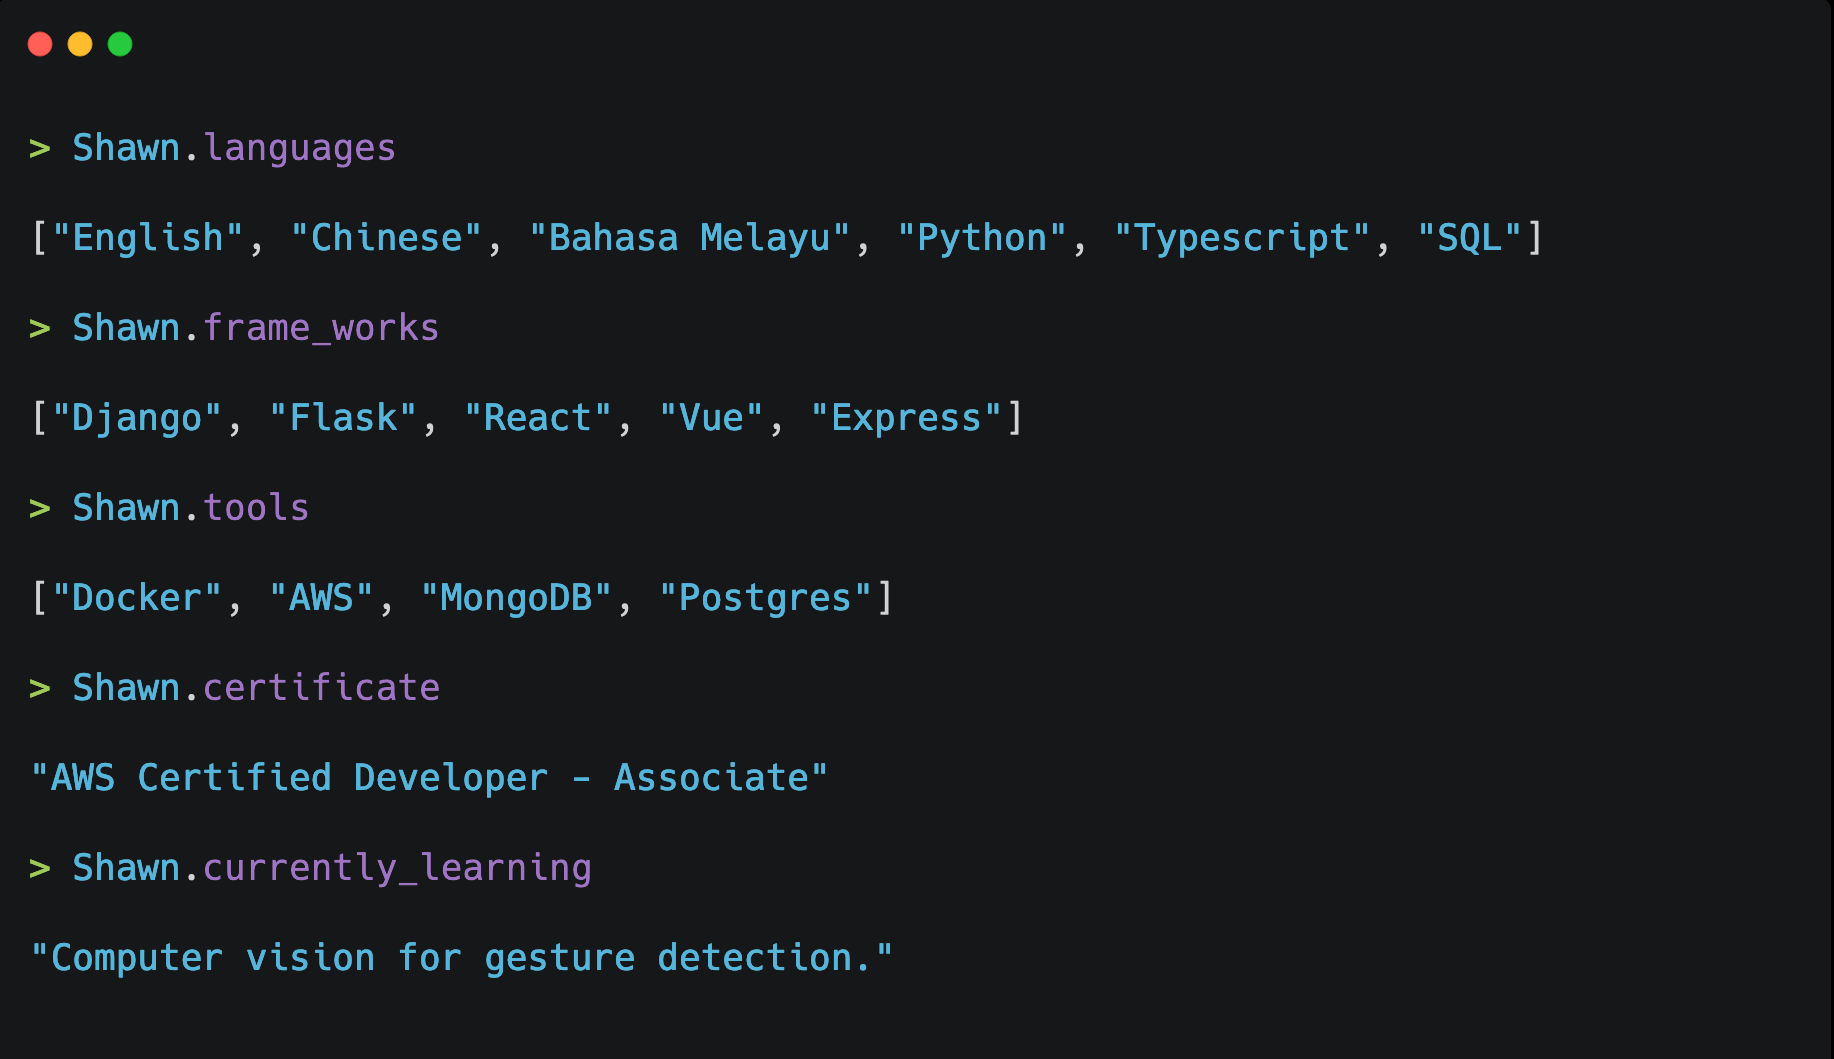 > Shawn.languages
["English", "Chinese", "Bahasa Melayu", "Python", "Typescript", "SQL"]
> Shawn.frame_works
["Django", "Flask", "React", "Vue", "Express"]
> Shawn.tools
["Docker", "AWS", "MongoDB", "Postgres"]
> Shawn.certificate
"AWS Certified Developer - Associate"
> Shawn.currently_learning
"Computer vision for gesture detection."